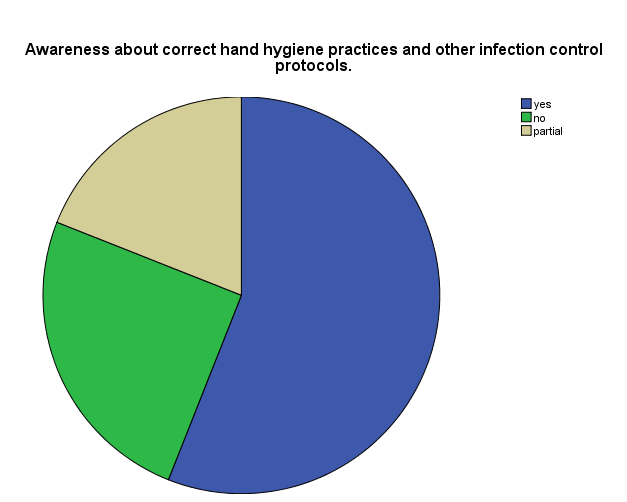 Awareness about correct hand hygiene practices and other infection control
protocols.
yes
no
partial